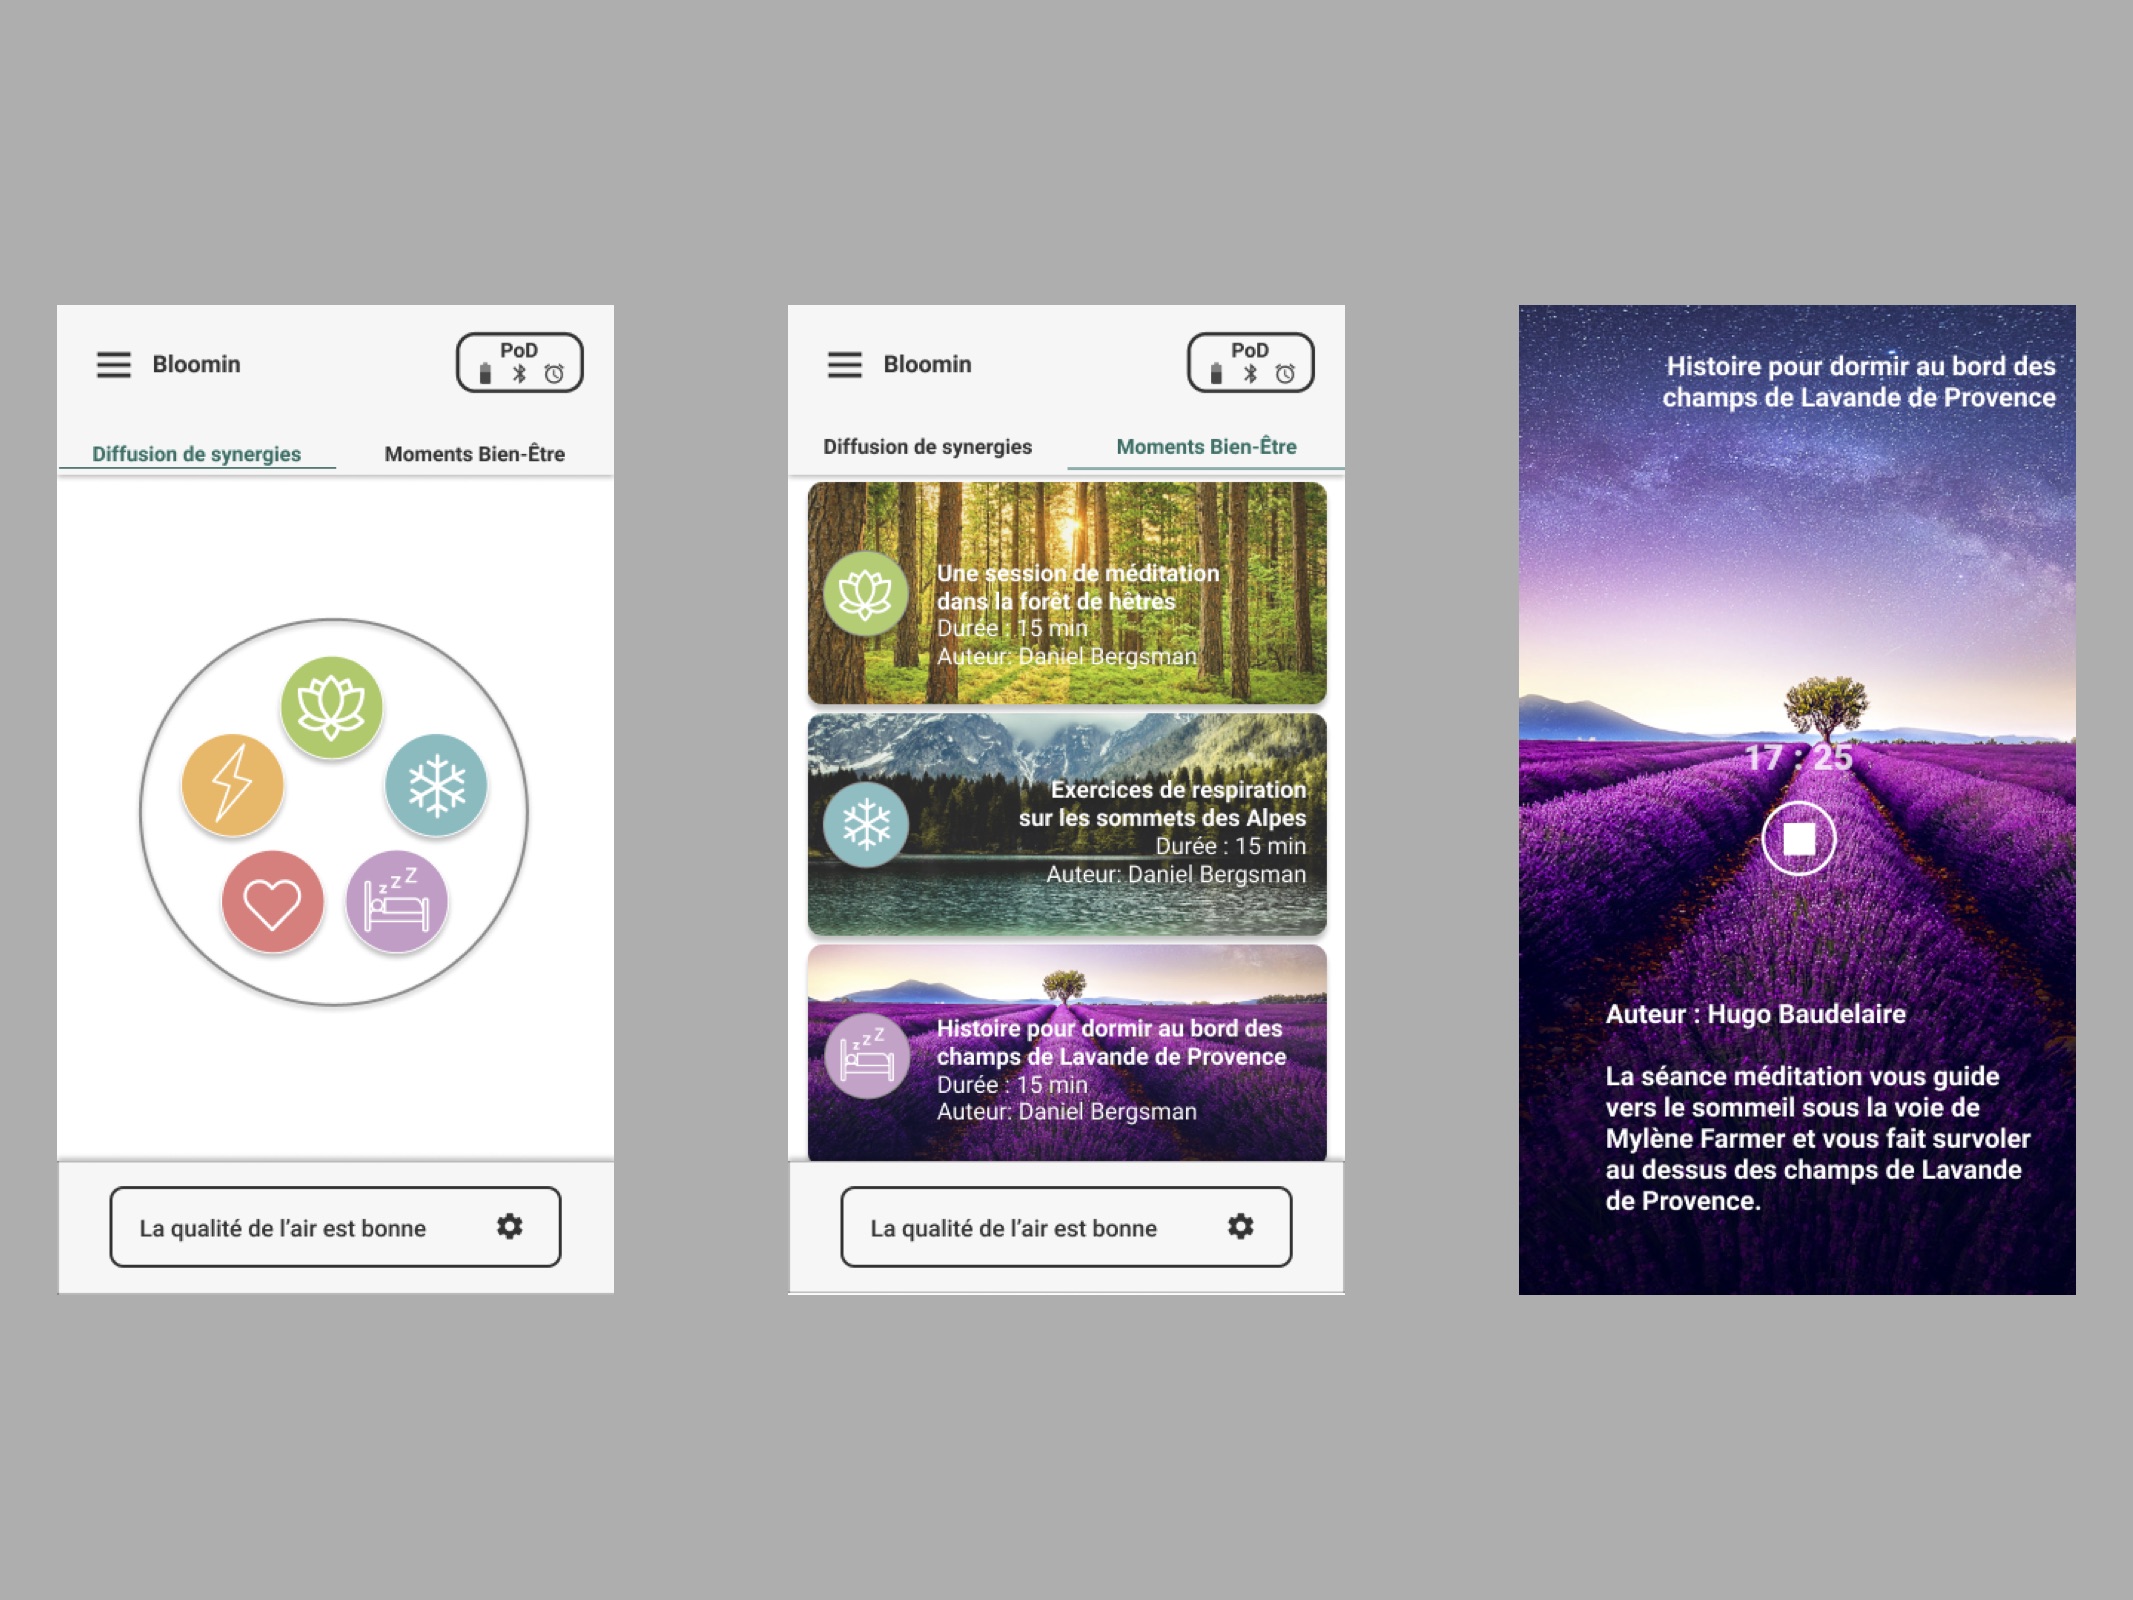 Bloomin
PoD
Diffusion de synergies
Moments Bien-Être
z z Z
La qualité de l'air est bonne
Bloomin
PoD
Diffusion de synergies
Moments Bien-Être
Une session de méditation
dans la forêt de hêtres
Durée : 15 min
Auteur: Daniel Bergsman
Exercices de respiration
sur les sommets des Alpes
Durée : 15 min
Auteur: Daniel Bergsman
z z Z
Histoire pour dormir au bord des
champs de Lavande de Provence
Durée : 15 min
Auteur: Daniel Bergsman
La qualité de l'air est bonne
Histoire pour dormir au bord des
champs de Lavande de Provence
17 : 25
Auteur : Hugo Baudelaire
La séance méditation vous guide
vers le sommeil sous la voie de
Mylène Farmer et vous fait survoler
au dessus des champs de Lavande
de Provence.